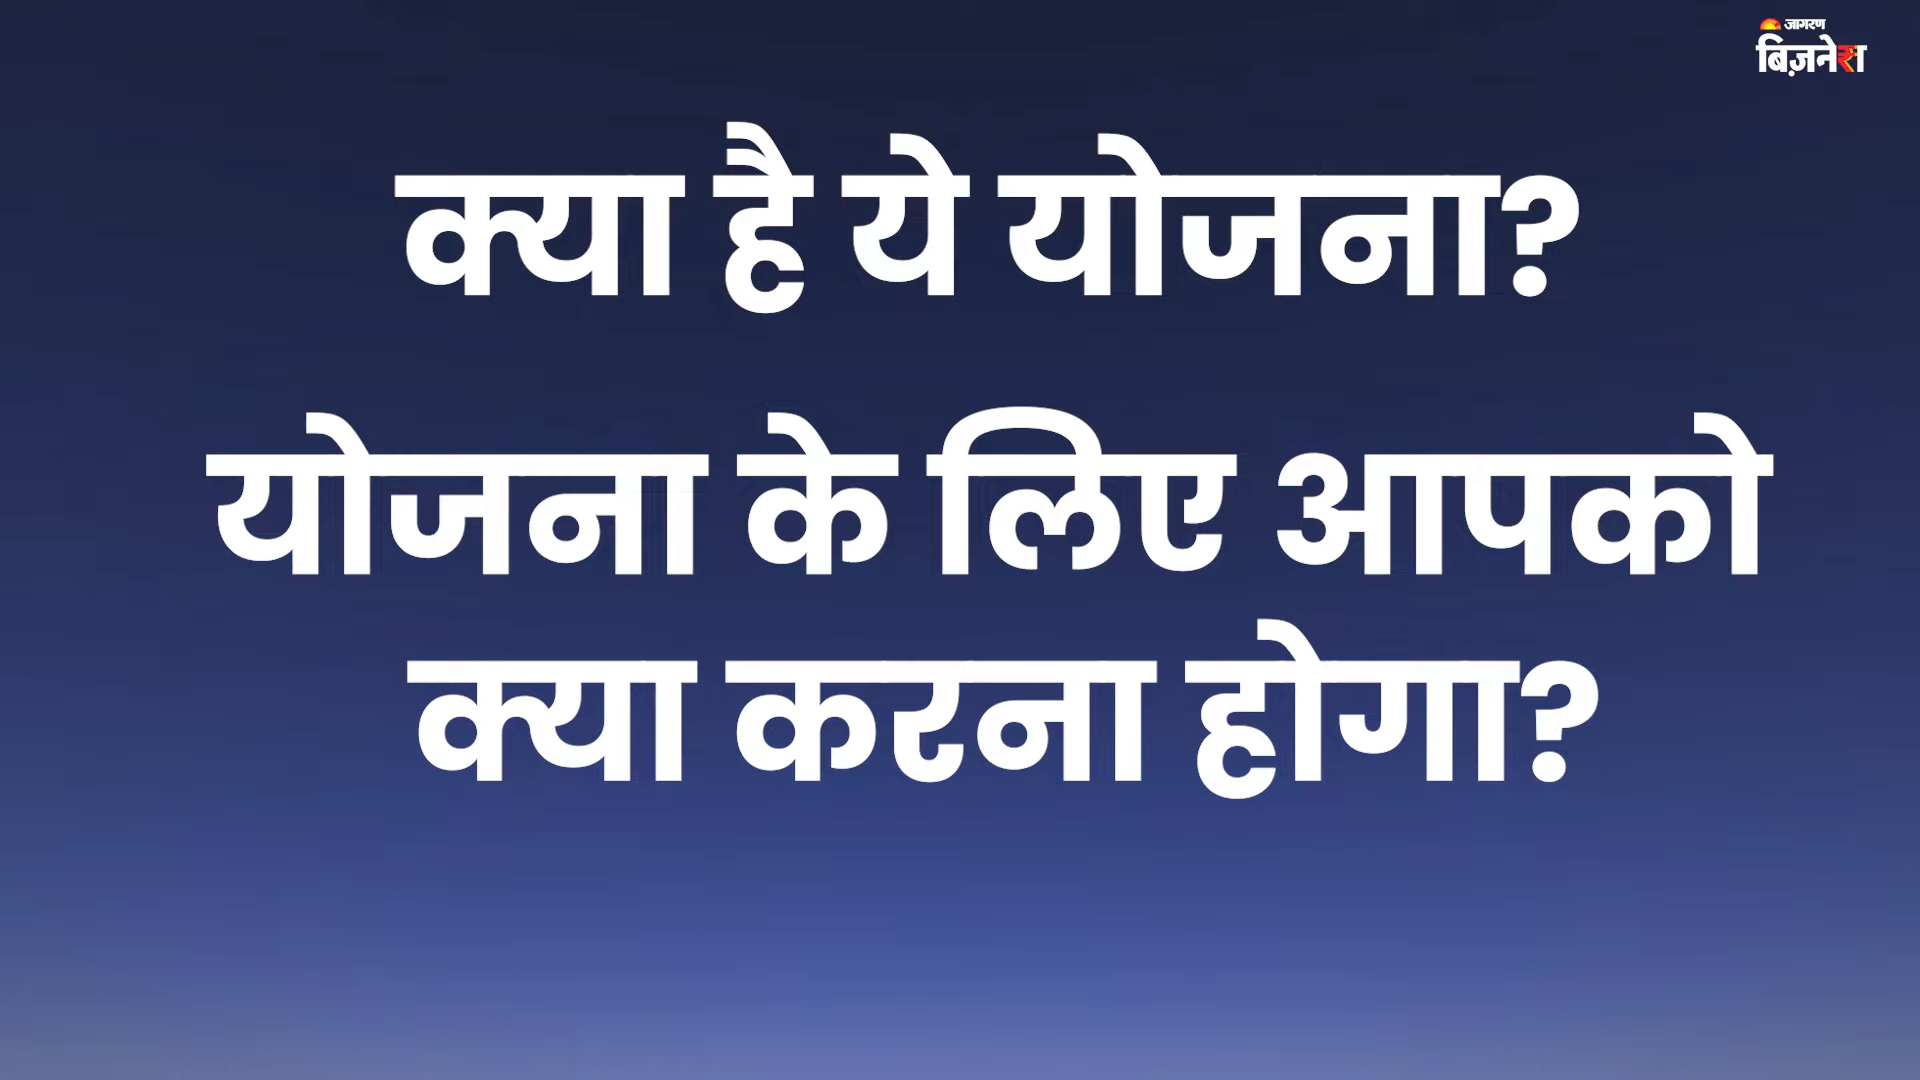 जागरण
बिज़नेस
क्या है ये योजना?
योजना के लिए आपको
क्या करना होगा?